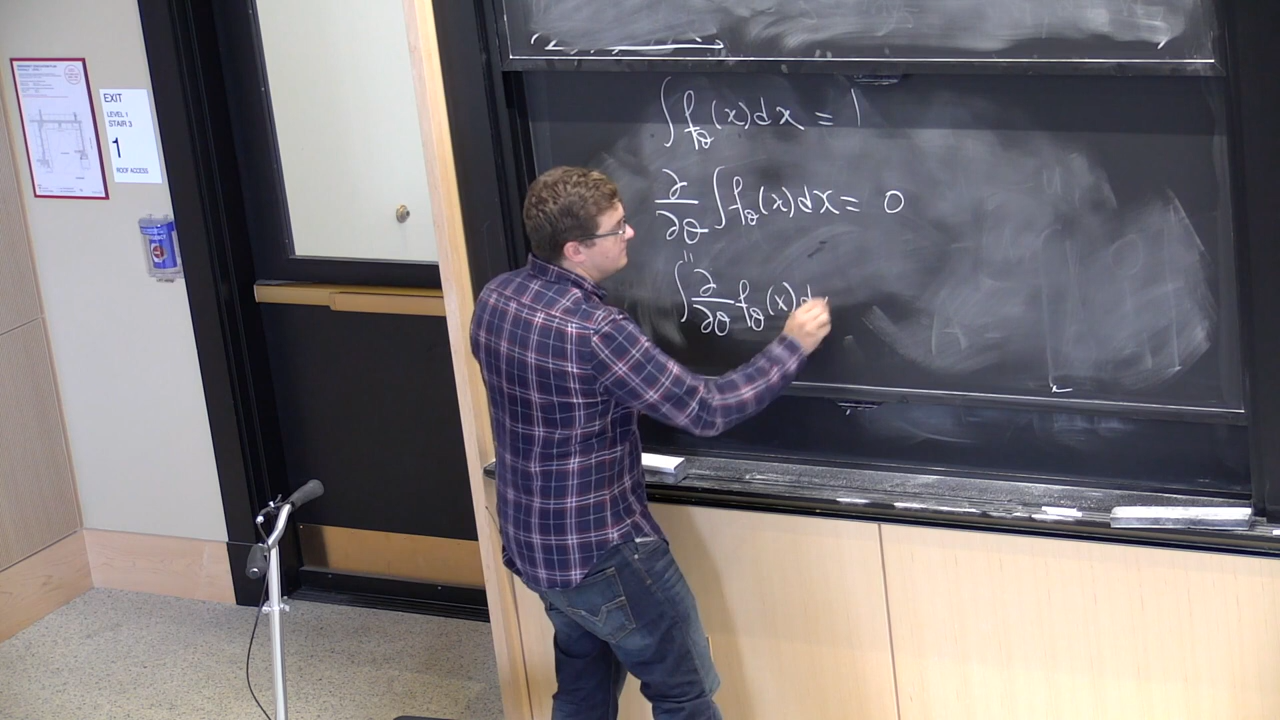 EXIT
LEVEL 1
STAIR 3
1
ROOF ACCESS
∫ f_θ(x)dx = 1
∂/∂θ ∫ f_θ(x)dx = 0
"
∫ ∂/∂θ f_θ(x)d